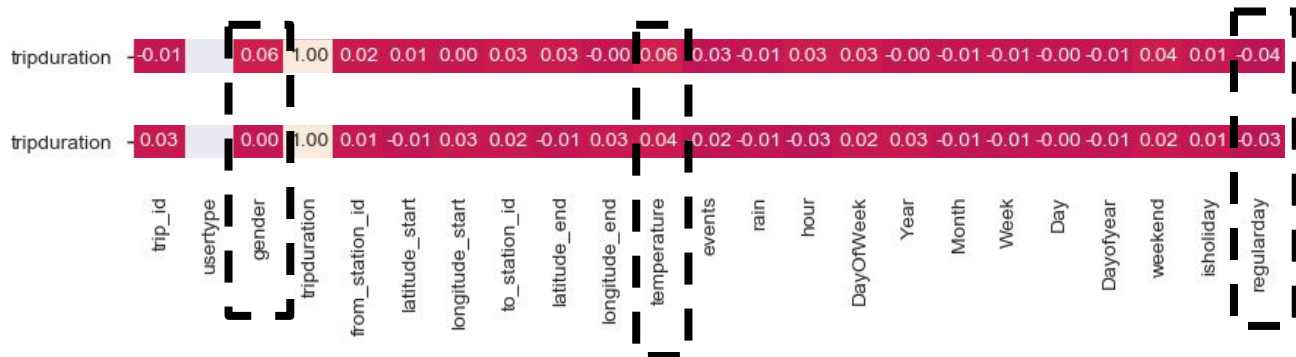 tripduration -0.01 0.06 1.00 0.02 0.01 0.00 0.03 0.03 -0.00 0.06 -0.03 -0.01 0.03 0.03 -0.00 -0.01 -0.01 -0.00 -0.01 0.04 0.01 -0.04
tripduration 0.03 0.00 1.00 0.01 -0.01 0.03 0.02 -0.01 0.03 0.04 -0.02 -0.01 -0.03 0.02 0.03 -0.01 -0.01 -0.00 -0.01 0.02 0.01 -0.03
trip_id
usertype
gender
tripduration
from_station_id
latitude_start
longitude_start
to_station_id
latitude_end
longitude_end
temperature
events
rain
hour
DayOfWeek
Year
Month
Week
Day
Dayofyear
weekend
isholiday
regularday